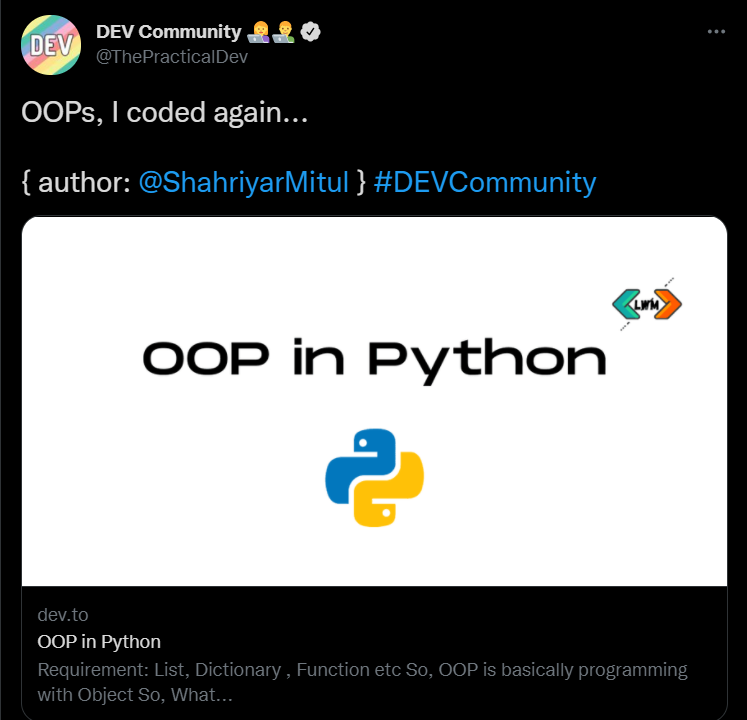 DEV
DEV Community 👩‍💻👨‍💻
@ThePracticalDev
OOPs, I coded again...
{ author: @ShahriyarMitul } #DEVCommunity
LWM
OOP in Python
dev.to
OOP in Python
Requirement: List, Dictionary , Function etc So, OOP is basically programming
with Object So, What...